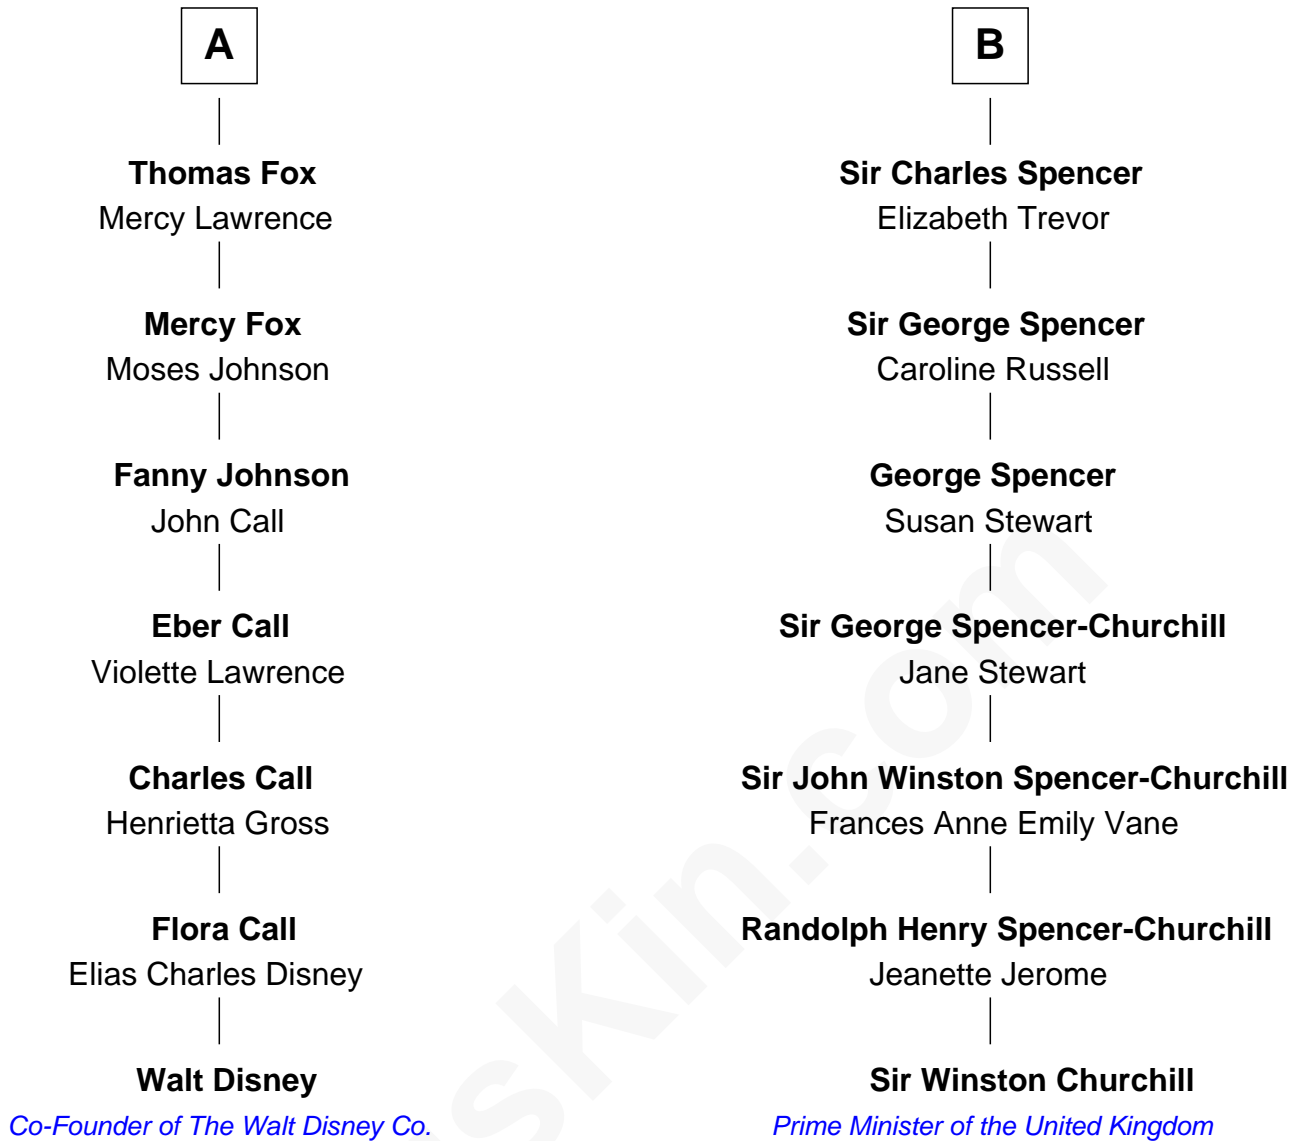 A
Thomas Fox
Mercy Lawrence
Mercy Fox
Moses Johnson
Fanny Johnson
John Call
Eber Call
Violette Lawrence
Charles Call
Henrietta Gross
Flora Call
Elias Charles Disney
Walt Disney
Co-Founder of The Walt Disney Co.
B
Sir Charles Spencer
Elizabeth Trevor
Sir George Spencer
Caroline Russell
George Spencer
Susan Stewart
Sir George Spencer-Churchill
Jane Stewart
Sir John Winston Spencer-Churchill
Frances Anne Emily Vane
Randolph Henry Spencer-Churchill
Jeanette Jerome
Sir Winston Churchill
Prime Minister of the United Kingdom
sKin.com